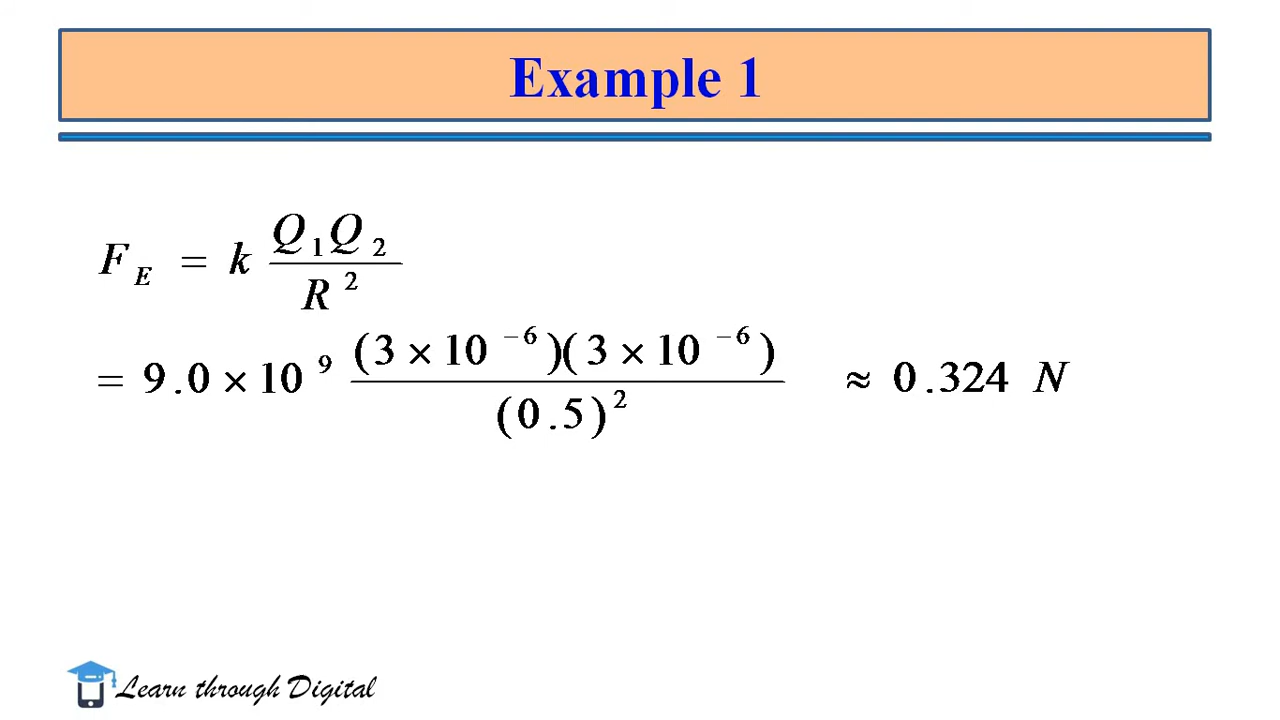 Example 1
F_E = k Q₁Q₂ / R²
= 9.0 × 10⁹ (3 × 10⁻⁶)(3 × 10⁻⁶) / (0.5)² ≈ 0.324 N
Learn through Digital